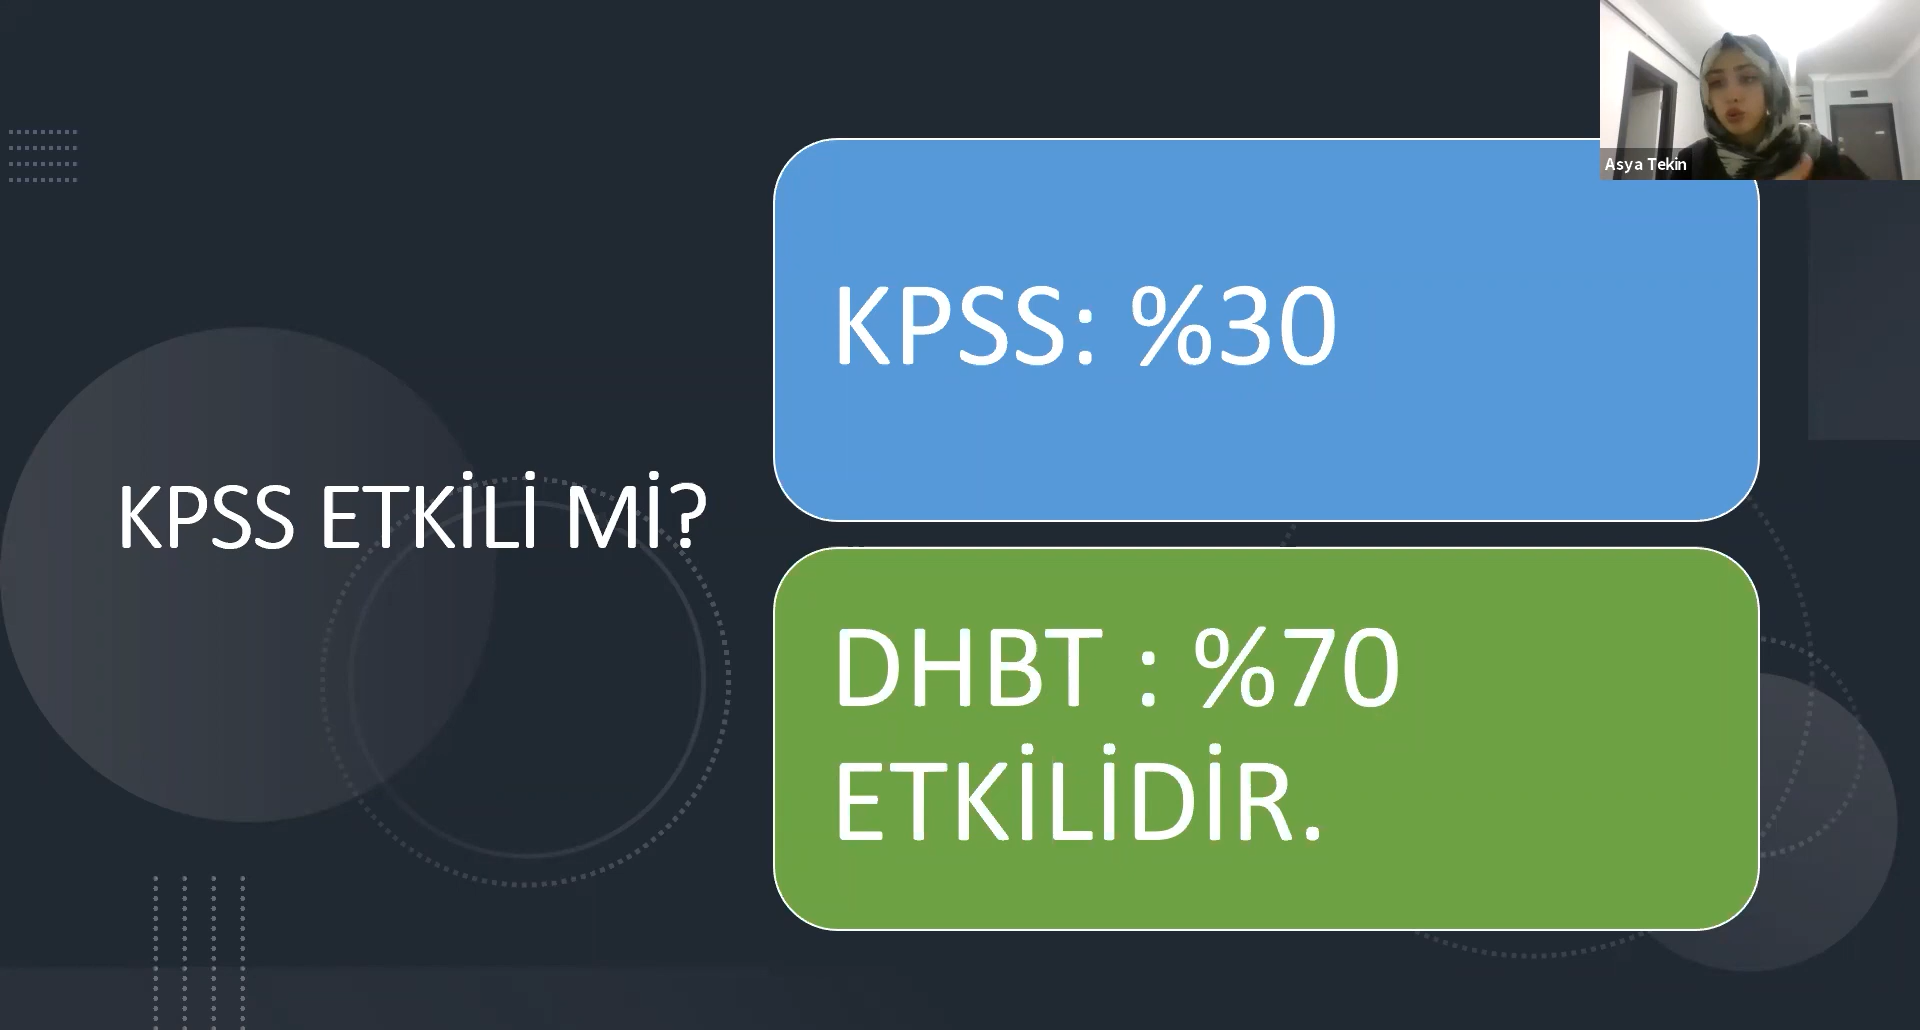 Asya Tekin
KPSS ETKİLİ Mİ?
KPSS: %30
DHBT : %70
ETKİLİDİR.